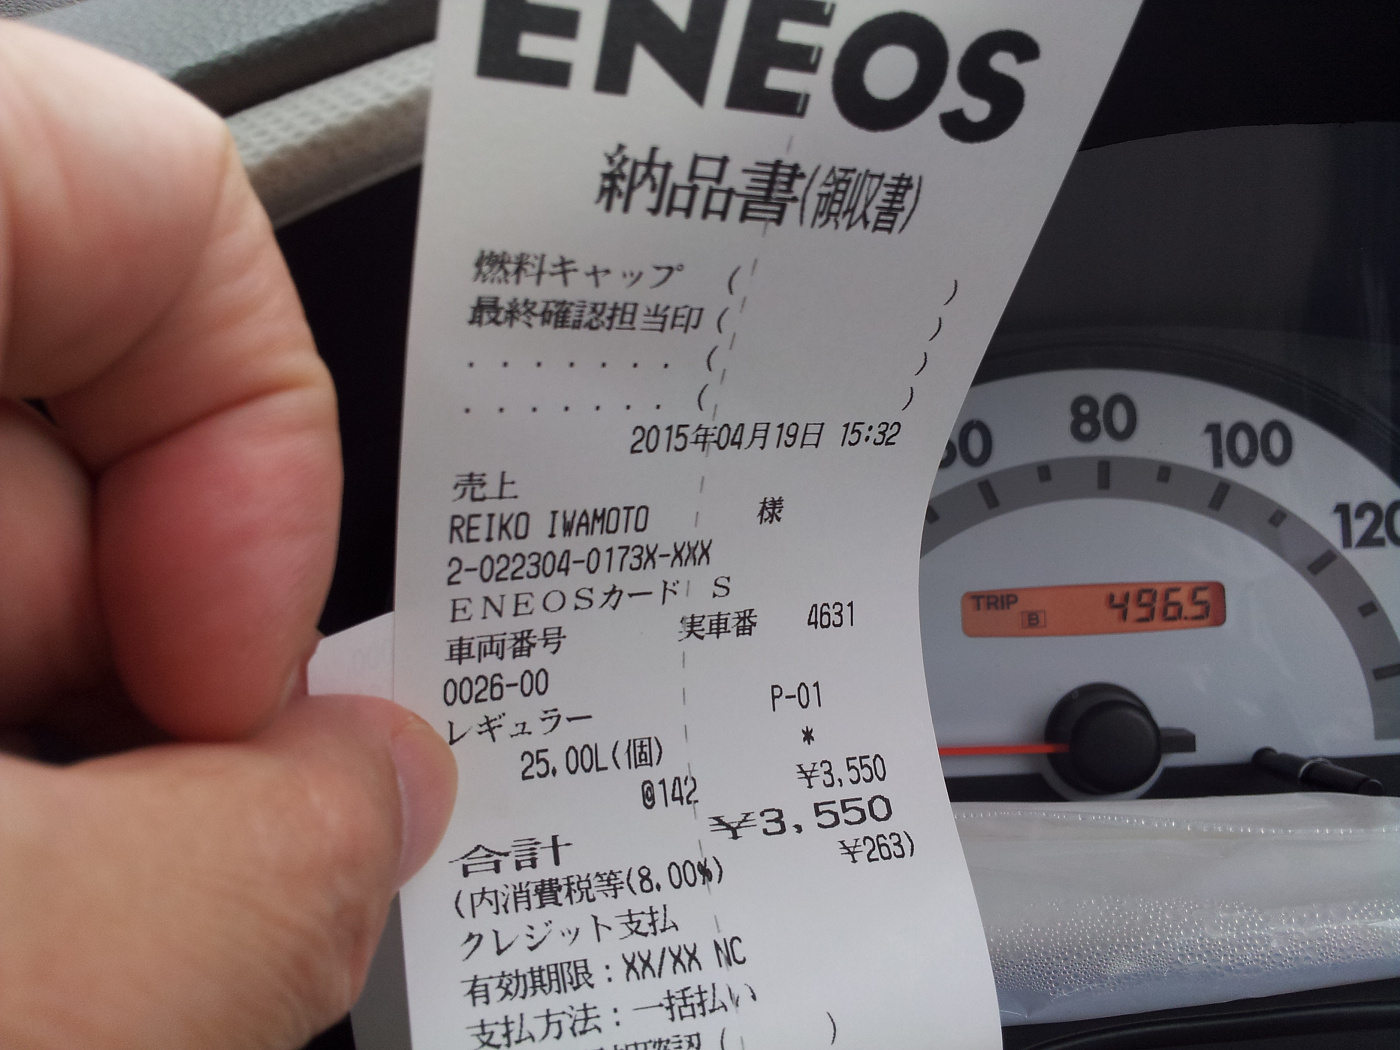 ENEOS
納品書(領収書)
燃料キャップ ( )
最終確認担当印 ( )
. . . . . . . ( )
. . . . . . . ( )
2015年04月19日 15:32
売上
REIKO IWAMOTO 様
2-022304-0173X-XXX
ENEOSカード S
車両番号 実車番 4631
0026-00
レギュラー P-01
25.00L(個) *
@142 ¥3,550
合計 ¥3,550
(内消費税等(8.00%) ¥263)
クレジット支払
有効期限:XX/XX NC
支払方法:一括払い
確認 ( )
80
100
120
TRIP B 496.5